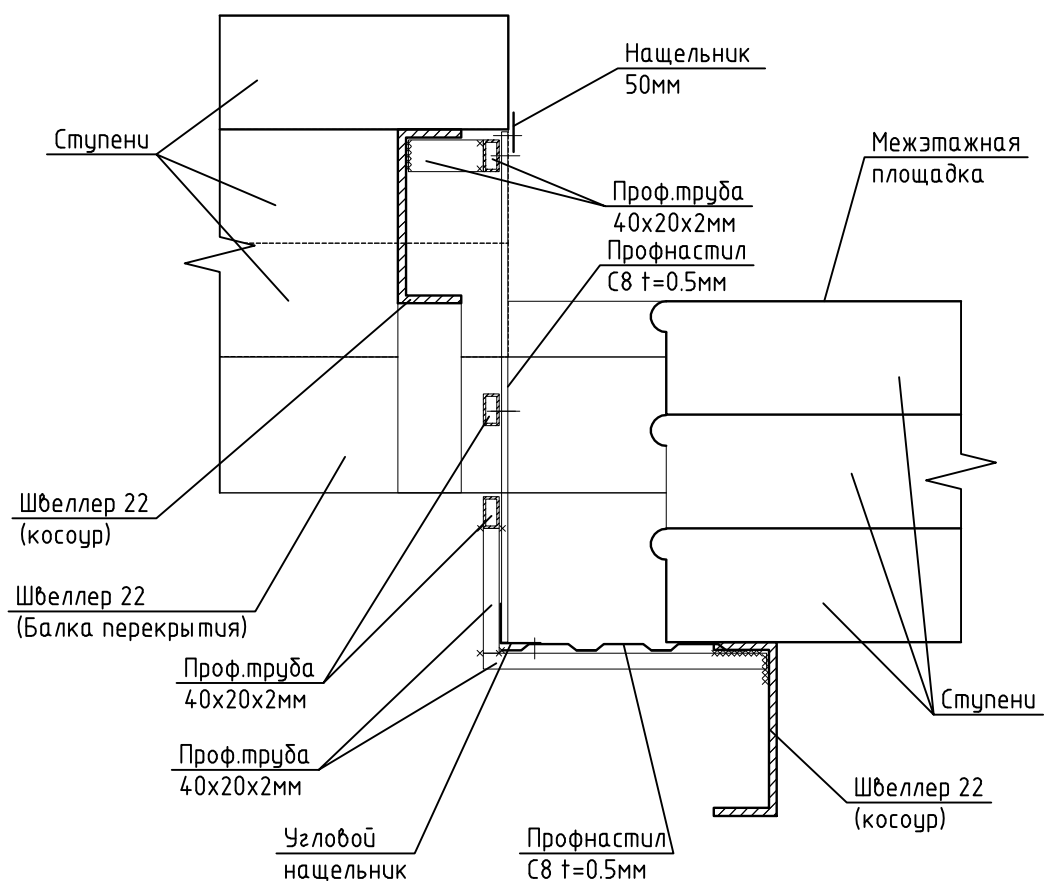 Нащельник
50мм
Ступени
Межэтажная
площадка
Проф.труба
40х20х2мм
Профнастил
С8 t=0.5мм
Швеллер 22
(косоур)
Швеллер 22
(Балка перекрытия)
Проф.труба
40х20х2мм
Ступени
Проф.труба
40х20х2мм
Швеллер 22
(косоур)
Угловой
нащельник
Профнастил
С8 t=0.5мм